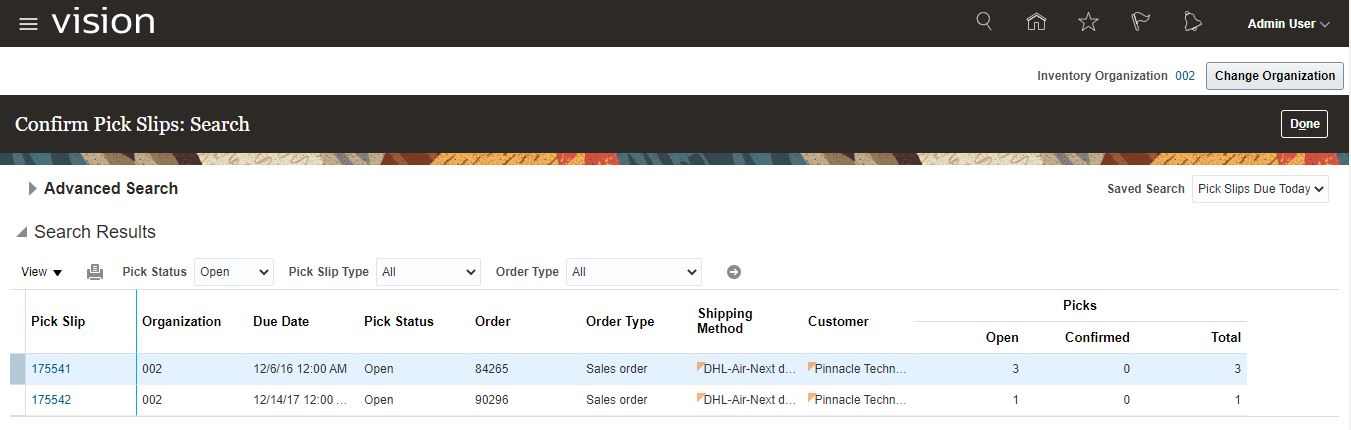 vision
Admin User
Inventory Organization 002 Change Organization
Confirm Pick Slips: Search
Done
Advanced Search
Saved Search Pick Slips Due Today
Search Results
View Pick Status Open Pick Slip Type All Order Type All
Picks
Pick Slip Organization Due Date Pick Status Order Order Type Shipping Method Customer Open Confirmed Total
175541 002 12/6/16 12:00 AM Open 84265 Sales order DHL-Air-Next d... Pinnacle Techn... 3 0 3
175542 002 12/14/17 12:00 ... Open 90296 Sales order DHL-Air-Next d... Pinnacle Techn... 1 0 1